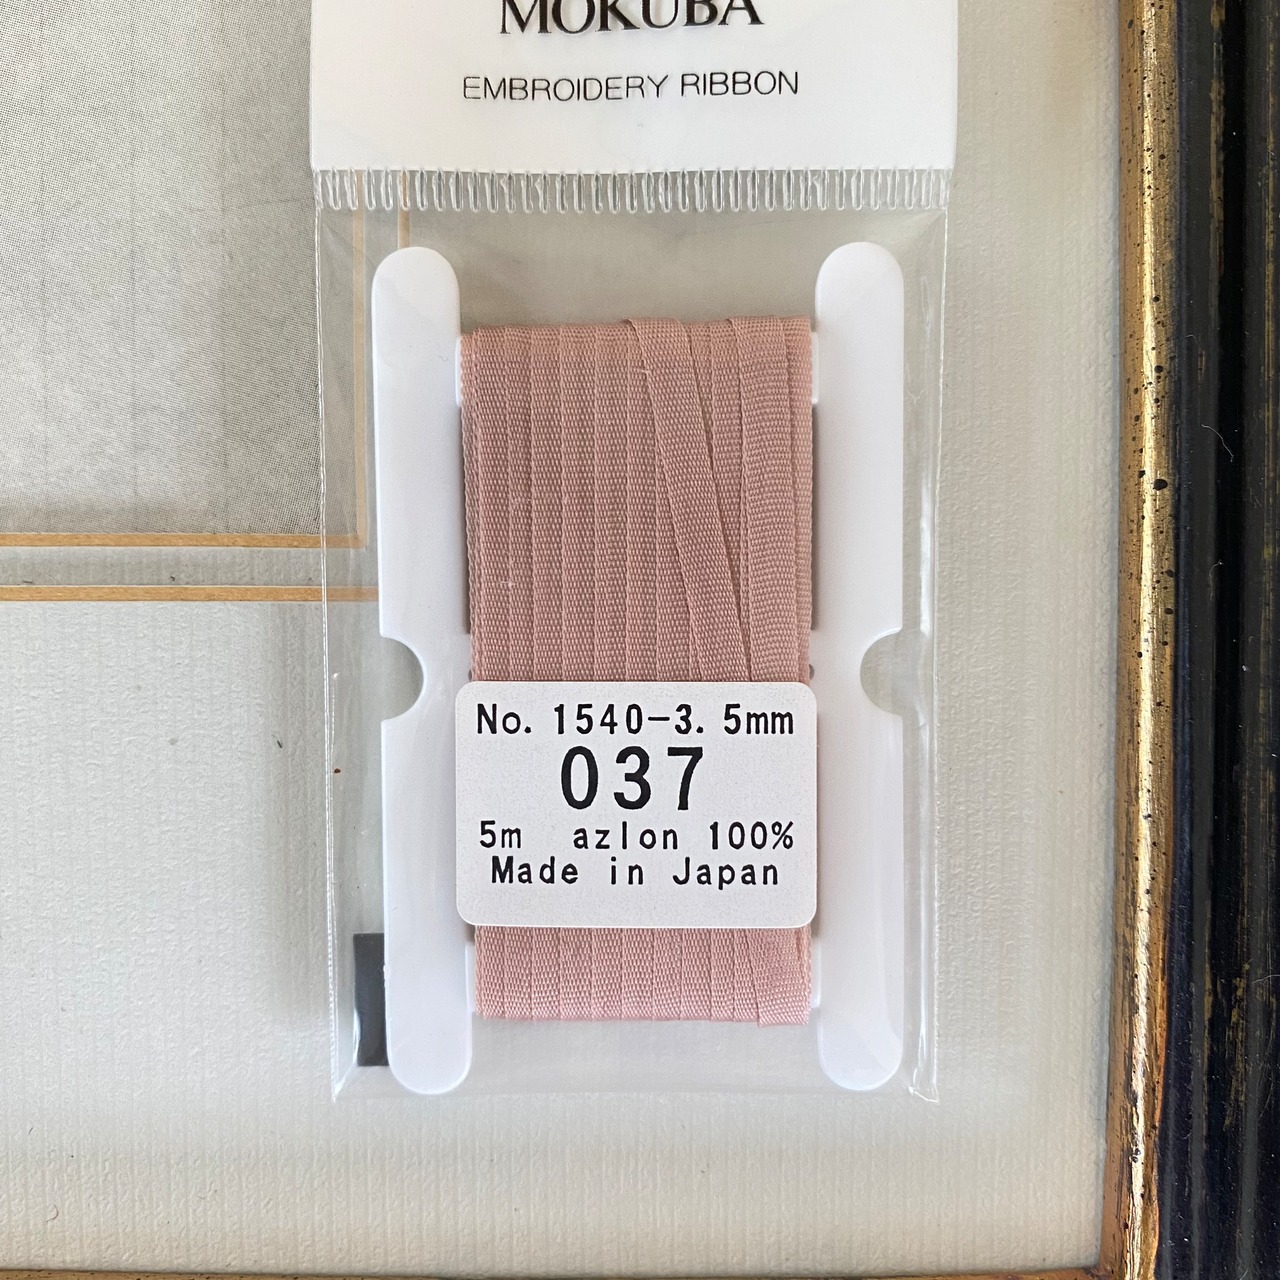 MOKUBA
EMBROIDERY RIBBON
No. 1540-3.5mm
037
5m azlon 100%
Made in Japan